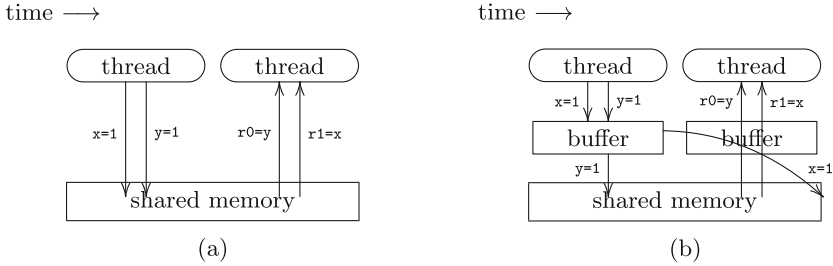 time ⟶
thread thread
x=1 y=1 r0=y r1=x
shared memory
(a)
time ⟶
thread thread
x=1 y=1 r0=y r1=x
buffer buffer
y=1 x=1
shared memory
(b)